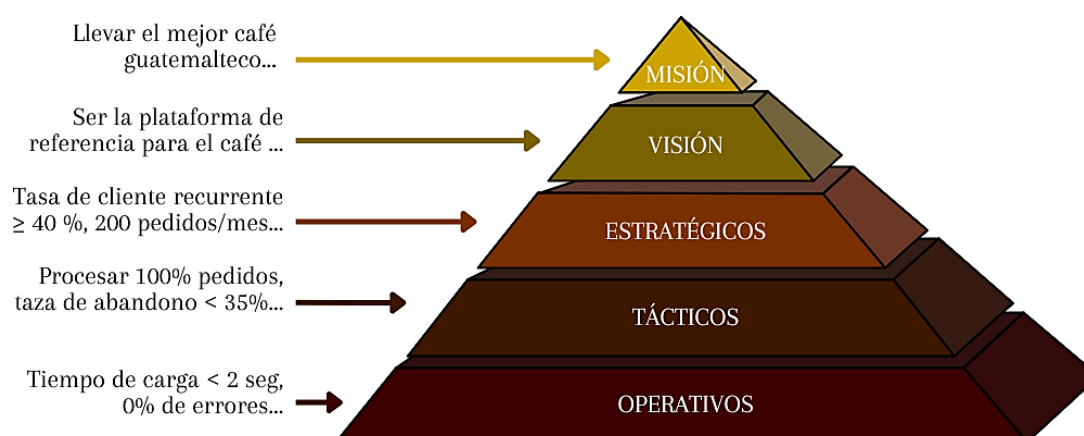 Llevar el mejor café
guatemalteco...
MISIÓN
Ser la plataforma de
referencia para el café ...
VISIÓN
Tasa de cliente recurrente
≥ 40 %, 200 pedidos/mes...
ESTRATÉGICOS
Procesar 100% pedidos,
taza de abandono < 35%...
TÁCTICOS
Tiempo de carga < 2 seg,
0% de errores...
OPERATIVOS